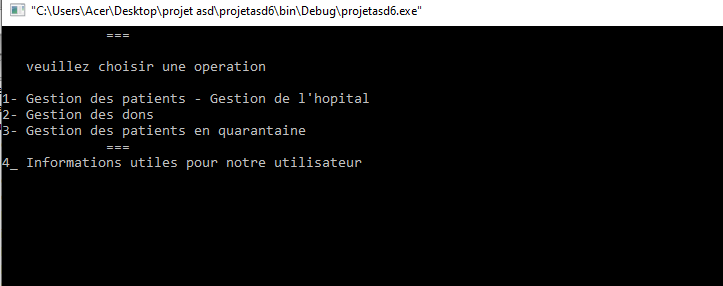 "C:\Users\Acer\Desktop\projet asd\projetasd6\bin\Debug\projetasd6.exe"
===
veuillez choisir une operation
1- Gestion des patients - Gestion de l'hopital
2- Gestion des dons
3- Gestion des patients en quarantaine
===
4_ Informations utiles pour notre utilisateur